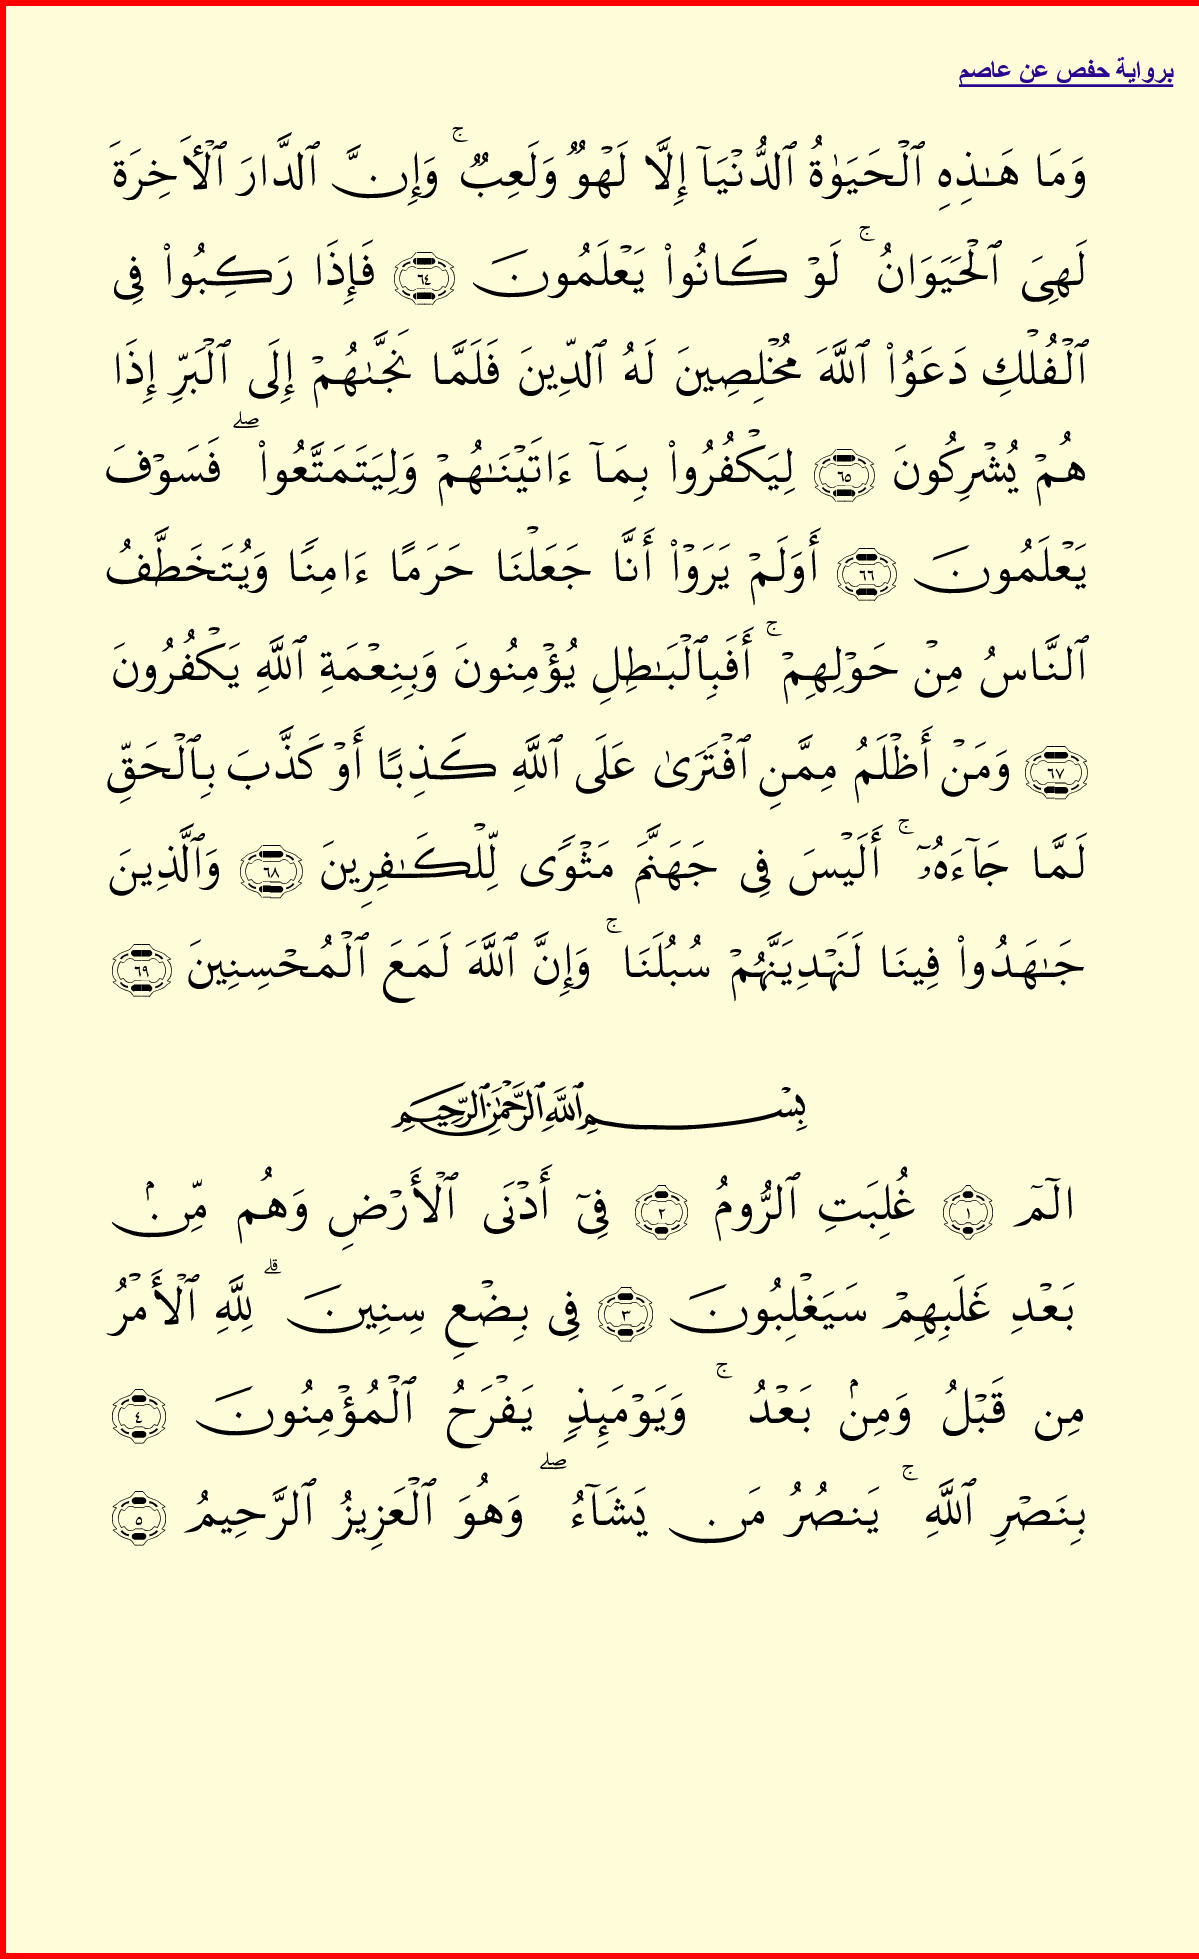 برواية حفص عن عاصم
وَمَا هَـٰذِهِ ٱلْحَيَوٰةُ ٱلدُّنْيَآ إِلَّا لَهْوٌ وَلَعِبٌ ۚ وَإِنَّ ٱلدَّارَ ٱلْأَخِرَةَ
لَهِىَ ٱلْحَيَوَانُ ۚ لَوْ كَانُوا۟ يَعْلَمُونَ ٦٤ فَإِذَا رَكِبُوا۟ فِى
ٱلْفُلْكِ دَعَوُا۟ ٱللَّهَ مُخْلِصِينَ لَهُ ٱلدِّينَ فَلَمَّا نَجَّىٰهُمْ إِلَى ٱلْبَرِّ إِذَا
هُمْ يُشْرِكُونَ ٦٥ لِيَكْفُرُوا۟ بِمَآ ءَاتَيْنَـٰهُمْ وَلِيَتَمَتَّعُوا۟ ۖ فَسَوْفَ
يَعْلَمُونَ ٦٦ أَوَلَمْ يَرَوْا۟ أَنَّا جَعَلْنَا حَرَمًا ءَامِنًا وَيُتَخَطَّفُ
ٱلنَّاسُ مِنْ حَوْلِهِمْ ۚ أَفَبِٱلْبَـٰطِلِ يُؤْمِنُونَ وَبِنِعْمَةِ ٱللَّهِ يَكْفُرُونَ
٦٧ وَمَنْ أَظْلَمُ مِمَّنِ ٱفْتَرَىٰ عَلَى ٱللَّهِ كَذِبًا أَوْ كَذَّبَ بِٱلْحَقِّ
لَمَّا جَآءَهُۥٓ ۚ أَلَيْسَ فِى جَهَنَّمَ مَثْوًى لِّلْكَـٰفِرِينَ ٦٨ وَٱلَّذِينَ
جَـٰهَدُوا۟ فِينَا لَنَهْدِيَنَّهُمْ سُبُلَنَا ۚ وَإِنَّ ٱللَّهَ لَمَعَ ٱلْمُحْسِنِينَ ٦٩
بِسْمِ ٱللَّهِ ٱلرَّحْمَـٰنِ ٱلرَّحِيمِ
الٓمٓ ١ غُلِبَتِ ٱلرُّومُ ٢ فِىٓ أَدْنَى ٱلْأَرْضِ وَهُم مِّنۢ
بَعْدِ غَلَبِهِمْ سَيَغْلِبُونَ ٣ فِى بِضْعِ سِنِينَ ۗ لِلَّهِ ٱلْأَمْرُ
مِن قَبْلُ وَمِنۢ بَعْدُ ۚ وَيَوْمَئِذٍ يَفْرَحُ ٱلْمُؤْمِنُونَ ٤
بِنَصْرِ ٱللَّهِ ۚ يَنصُرُ مَن يَشَآءُ ۖ وَهُوَ ٱلْعَزِيزُ ٱلرَّحِيمُ ٥